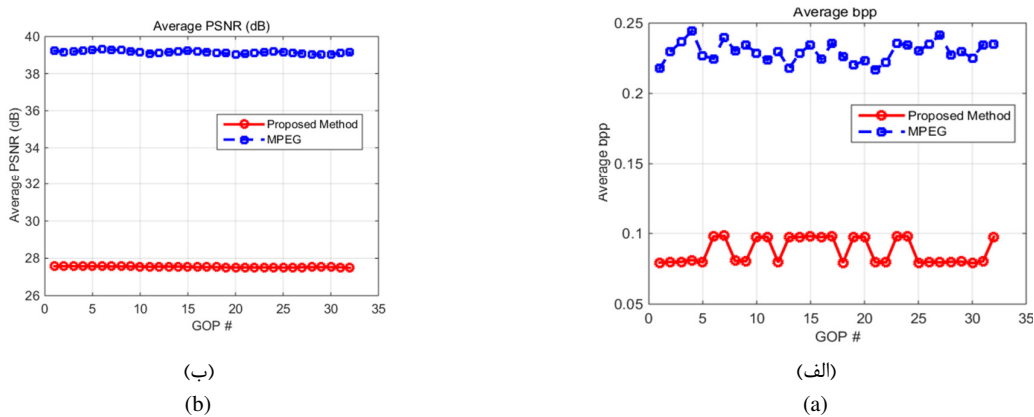 Average PSNR (dB)
40
38
36
34
32
30
28
26
0 5 10 15 20 25 30 35
Average PSNR (dB)
GOP #
Proposed Method
MPEG
(ب)
(b)
Average bpp
0.25
0.2
0.15
0.1
0.05
0 5 10 15 20 25 30 35
Average bpp
GOP #
Proposed Method
MPEG
(الف)
(a)